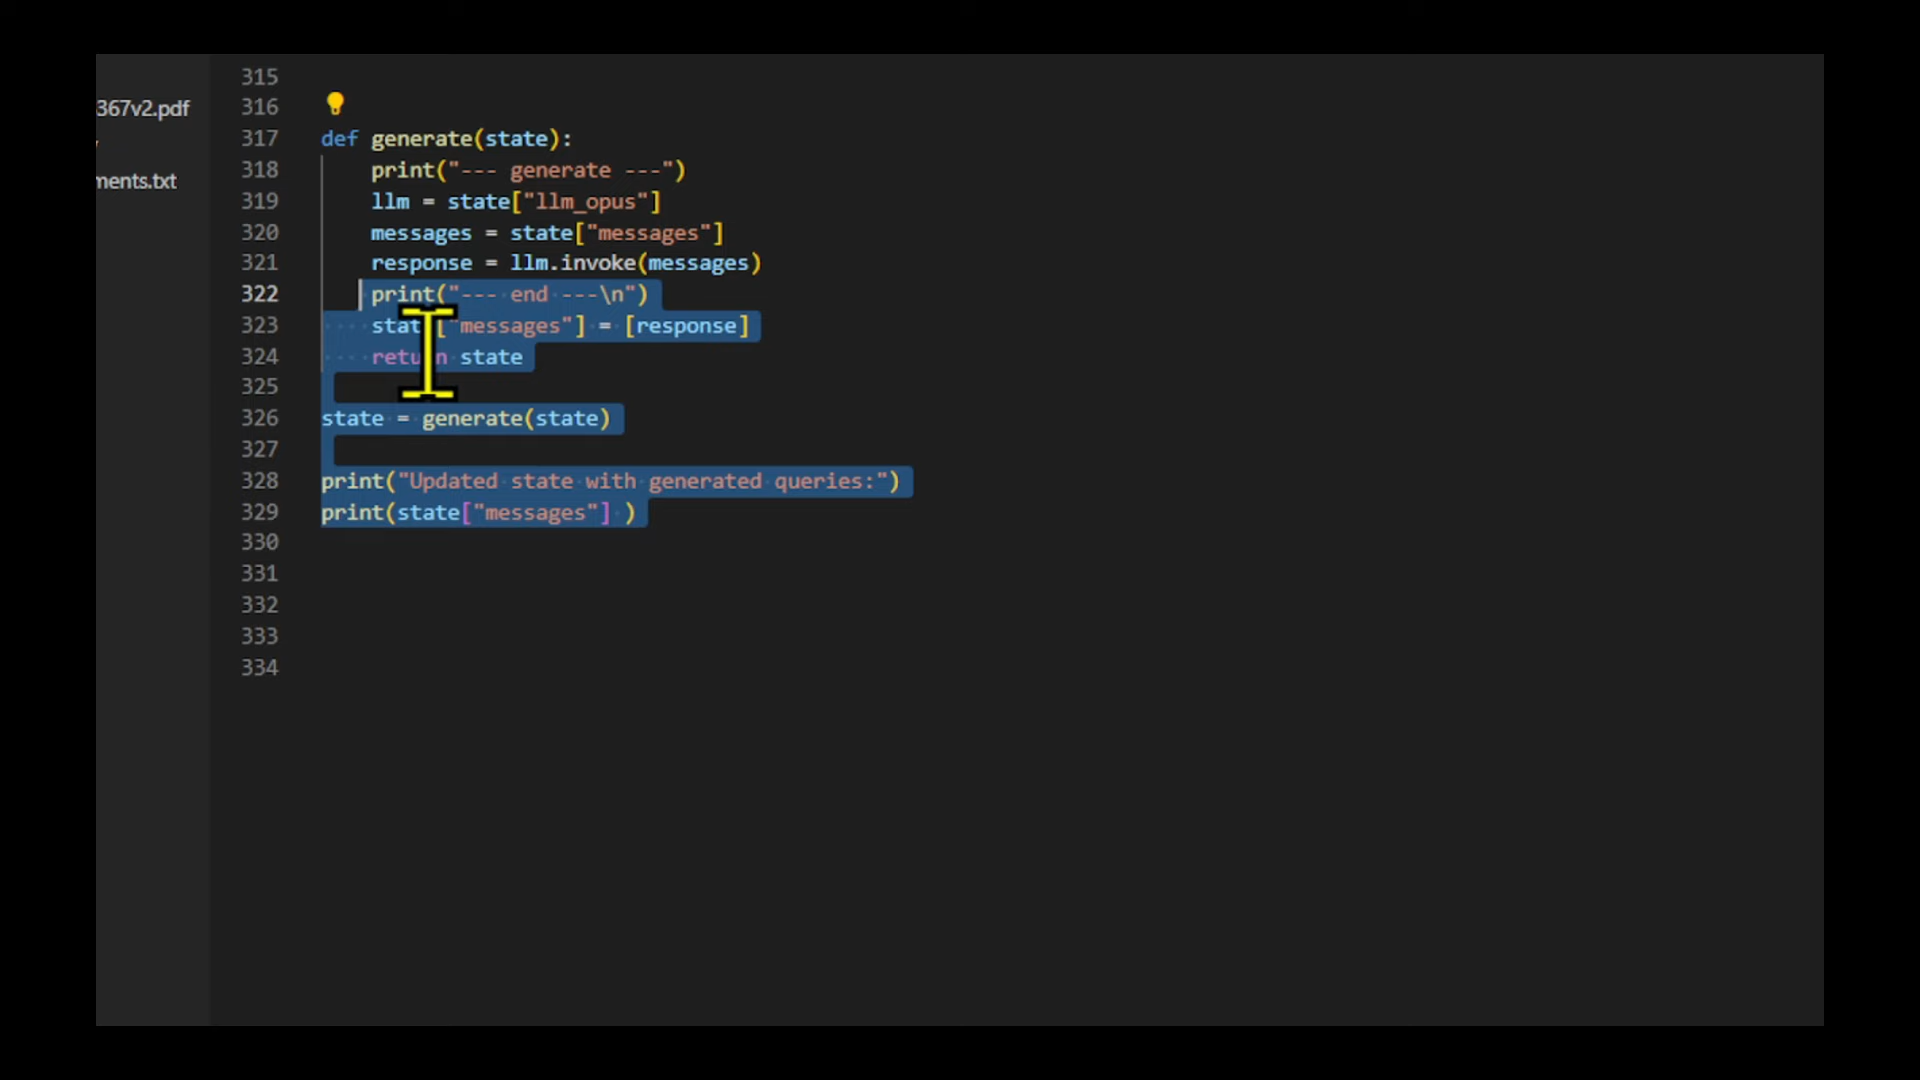 315
367v2.pdf
316
317 def generate(state):
318 print("--- generate ---")
ments.txt
319 llm = state["llm_opus"]
320 messages = state["messages"]
321 response = llm.invoke(messages)
322 print("--- end ---\n")
323 state["messages"] = [response]
324 return state
325
326 state = generate(state)
327
328 print("Updated state with generated queries:")
329 print(state["messages"] )
330
331
332
333
334